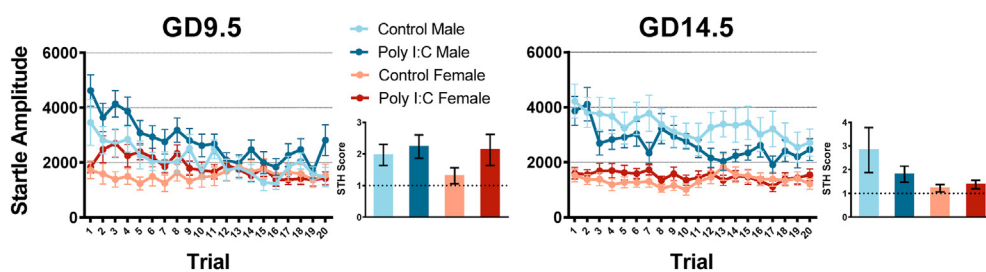 GD9.5
GD14.5
Control Male
Poly I:C Male
Control Female
Poly I:C Female
Startle Amplitude
6000
4000
2000
0
1 2 3 4 5 6 7 8 9 10 11 12 13 14 15 16 17 18 19 20
Trial
STH Score
3
2
1
0
6000
4000
2000
0
1 2 3 4 5 6 7 8 9 10 11 12 13 14 15 16 17 18 19 20
Trial
STH Score
4
3
2
1
0